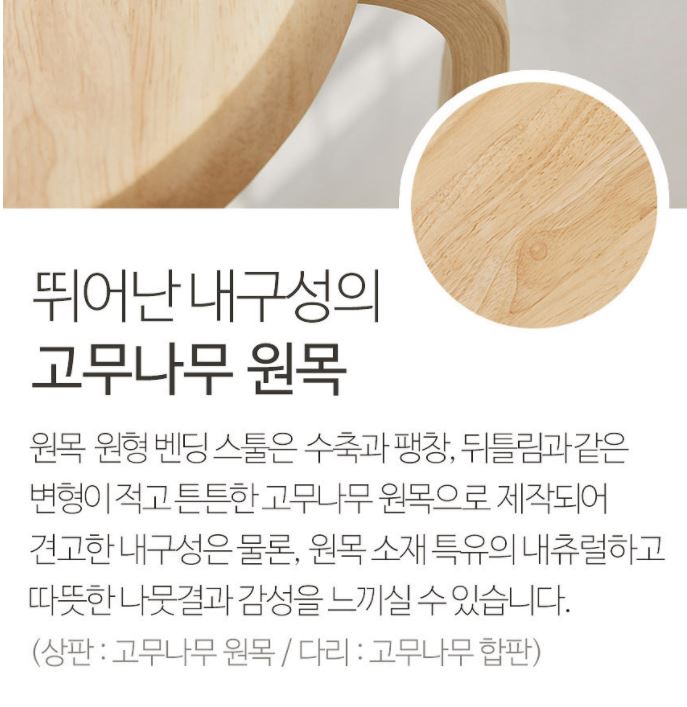 뛰어난 내구성의
고무나무 원목
원목 원형 벤딩 스툴은 수축과 팽창, 뒤틀림과 같은
변형이 적고 튼튼한 고무나무 원목으로 제작되어
견고한 내구성은 물론, 원목 소재 특유의 내츄럴하고
따뜻한 나뭇결과 감성을 느끼실 수 있습니다.
(상판 : 고무나무 원목 / 다리 : 고무나무 합판)